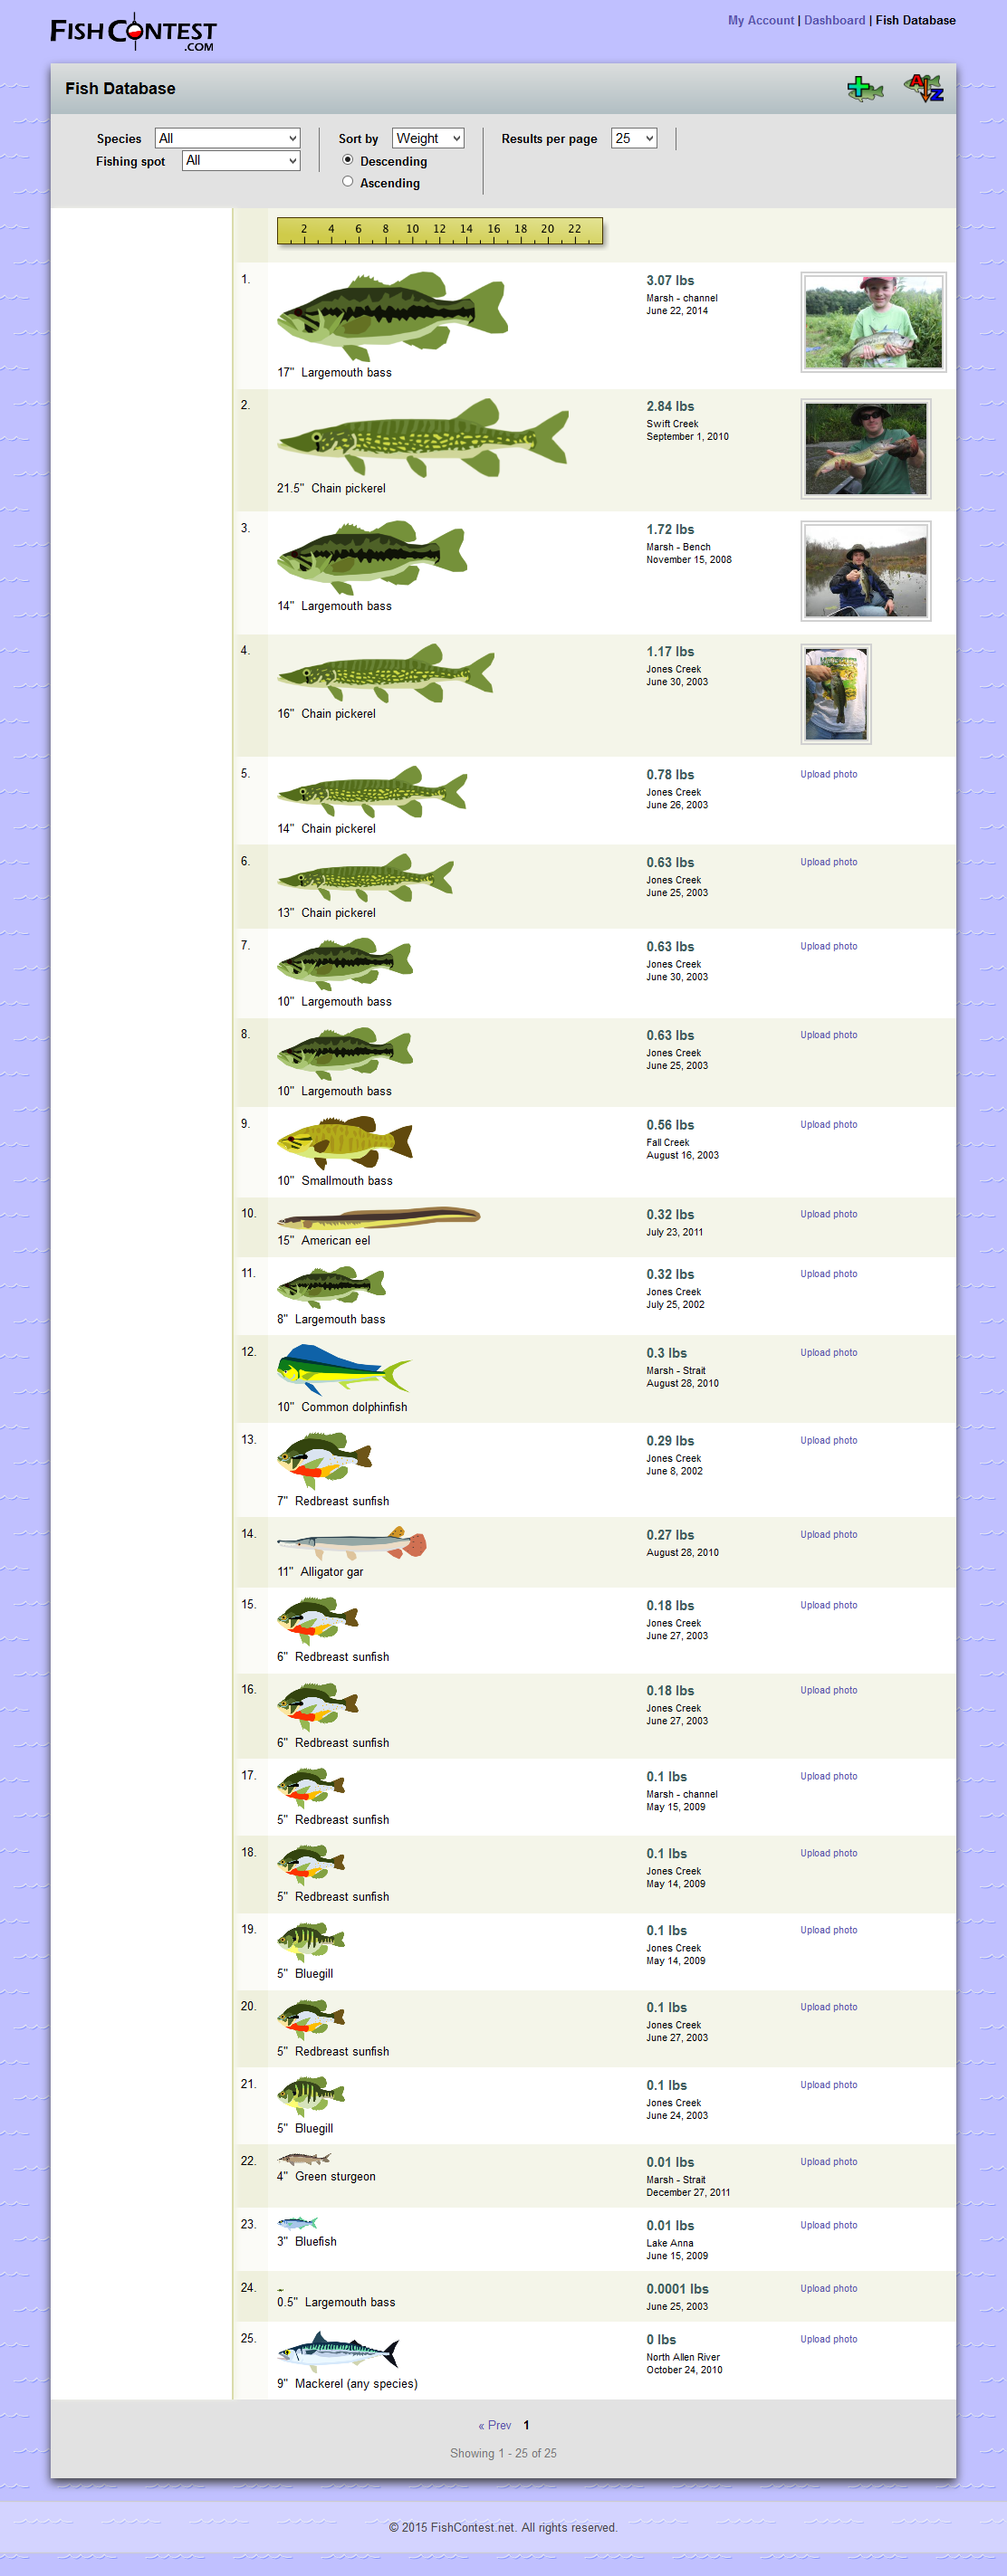 FISHCONTEST
.COM
My Account | Dashboard | Fish Database
Fish Database
A Z
Species All
Fishing spot All
Sort by Weight
Descending
Ascending
Results per page 25
2 4 6 8 10 12 14 16 18 20 22
1.
3.07 lbs
Marsh - channel
June 22, 2014
17" Largemouth bass
2.
2.84 lbs
Swift Creek
September 1, 2010
21.5" Chain pickerel
3.
1.72 lbs
Marsh - Bench
November 15, 2008
14" Largemouth bass
4.
1.17 lbs
Jones Creek
June 30, 2003
16" Chain pickerel
5.
0.78 lbs
Upload photo
Jones Creek
June 26, 2003
14" Chain pickerel
6.
0.63 lbs
Upload photo
Jones Creek
June 25, 2003
13" Chain pickerel
7.
0.63 lbs
Upload photo
Jones Creek
June 30, 2003
10" Largemouth bass
8.
0.63 lbs
Upload photo
Jones Creek
June 25, 2003
10" Largemouth bass
9.
0.56 lbs
Upload photo
Fall Creek
August 16, 2003
10" Smallmouth bass
10.
0.32 lbs
Upload photo
July 23, 2011
15" American eel
11.
0.32 lbs
Upload photo
Jones Creek
July 25, 2002
8" Largemouth bass
12.
0.3 lbs
Upload photo
Marsh - Strait
August 28, 2010
10" Common dolphinfish
13.
0.29 lbs
Upload photo
Jones Creek
June 8, 2002
7" Redbreast sunfish
14.
0.27 lbs
Upload photo
August 28, 2010
11" Alligator gar
15.
0.18 lbs
Upload photo
Jones Creek
June 27, 2003
6" Redbreast sunfish
16.
0.18 lbs
Upload photo
Jones Creek
June 27, 2003
6" Redbreast sunfish
17.
0.1 lbs
Upload photo
Marsh - channel
May 15, 2009
5" Redbreast sunfish
18.
0.1 lbs
Upload photo
Jones Creek
May 14, 2009
5" Redbreast sunfish
19.
0.1 lbs
Upload photo
Jones Creek
May 14, 2009
5" Bluegill
20.
0.1 lbs
Upload photo
Jones Creek
June 27, 2003
5" Redbreast sunfish
21.
0.1 lbs
Upload photo
Jones Creek
June 24, 2003
5" Bluegill
22.
0.01 lbs
Upload photo
Marsh - Strait
December 27, 2011
4" Green sturgeon
23.
0.01 lbs
Upload photo
Lake Anna
June 15, 2009
3" Bluefish
24.
0.0001 lbs
Upload photo
June 25, 2003
0.5" Largemouth bass
25.
0 lbs
Upload photo
North Allen River
October 24, 2010
9" Mackerel (any species)
« Prev 1
Showing 1 - 25 of 25
© 2015 FishContest.net. All rights reserved.